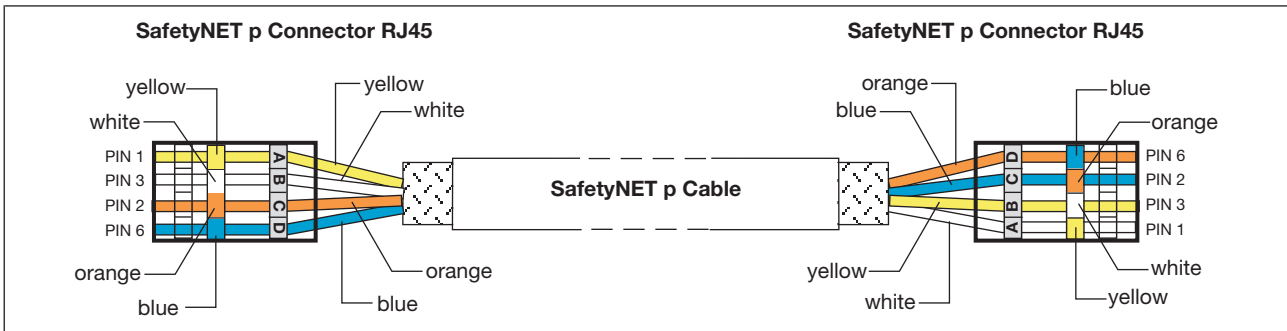 SafetyNET p Connector RJ45
SafetyNET p Connector RJ45
yellow
yellow
orange
blue
white
white
blue
orange
PIN 1
A
D
PIN 6
PIN 3
B
C
PIN 2
SafetyNET p Cable
PIN 2
C
B
PIN 3
PIN 6
D
A
PIN 1
orange
orange
yellow
white
blue
blue
white
yellow